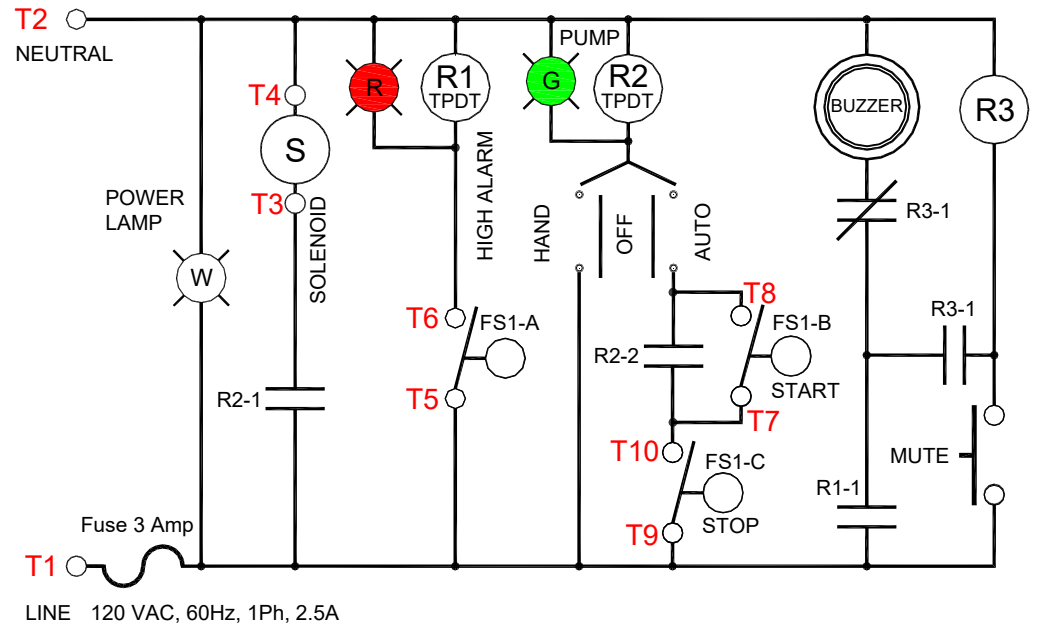 T2
NEUTRAL
T4
S
T3
SOLENOID
POWER
LAMP
W
R2-1
R
R1
TPDT
HIGH ALARM
T6
FS1-A
T5
PUMP
G
R2
TPDT
HAND
OFF
AUTO
T8
FS1-B
R2-2
START
T7
T10
FS1-C
STOP
T9
BUZZER
R3
R3-1
R3-1
MUTE
R1-1
Fuse 3 Amp
T1
LINE 120 VAC, 60Hz, 1Ph, 2.5A